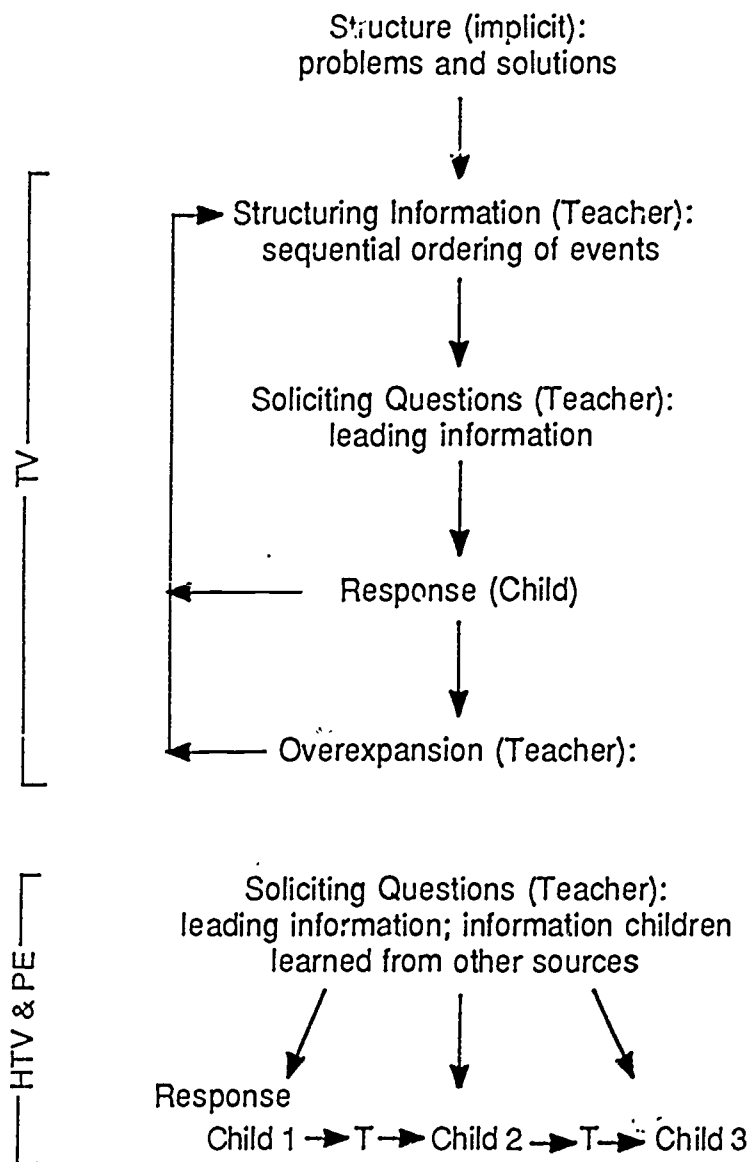 Structure (implicit):
problems and solutions
Structuring Information (Teacher):
sequential ordering of events
Soliciting Questions (Teacher):
leading information
TV
Response (Child)
Overexpansion (Teacher):
HTV & PE
Soliciting Questions (Teacher):
leading information; information children
learned from other sources
Response
Child 1 → T → Child 2 → T → Child 3